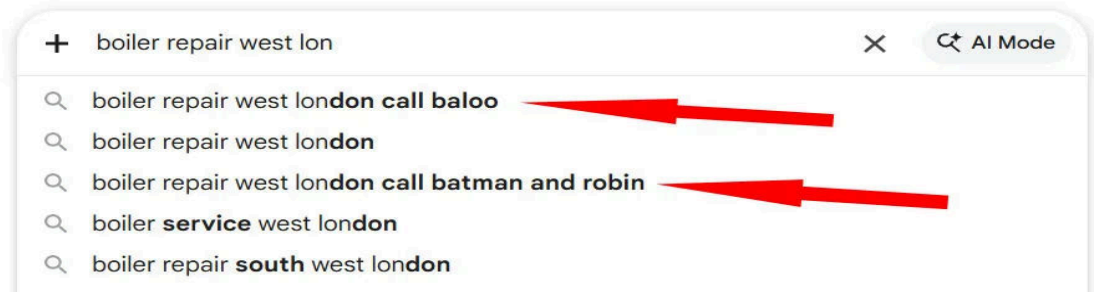 boiler repair west lon
AI Mode
boiler repair west london call baloo
boiler repair west london
boiler repair west london call batman and robin
boiler service west london
boiler repair south west london